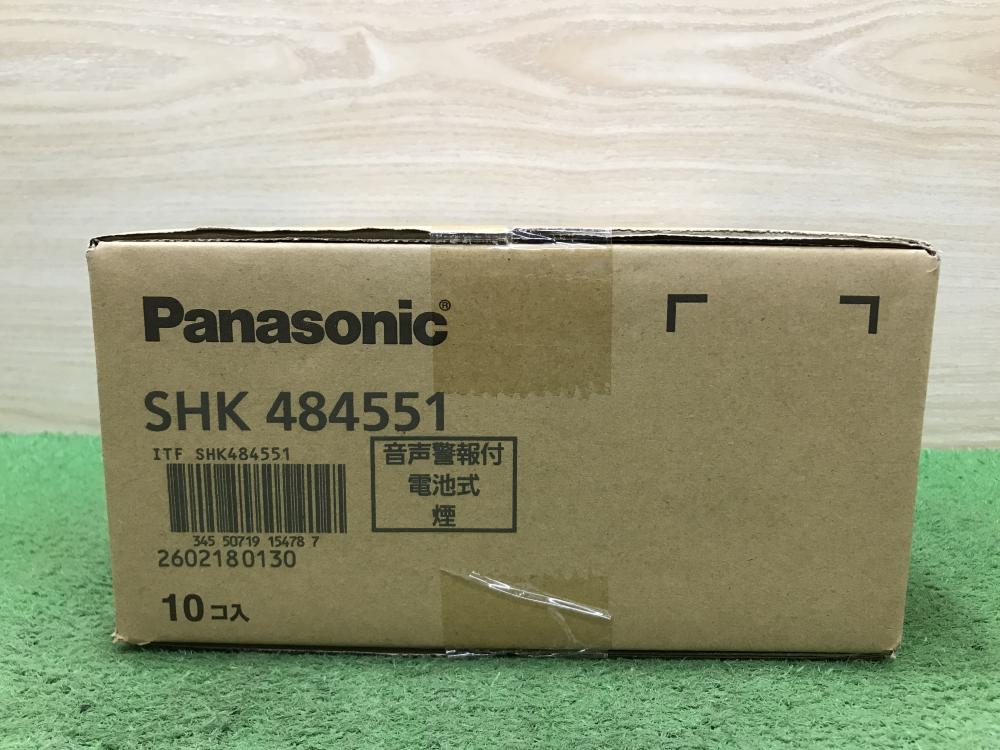 Panasonic®
SHK 484551
ITF SHK484551
音声警報付
電池式
煙
345 50719 15478 7
2602180130
10コ入